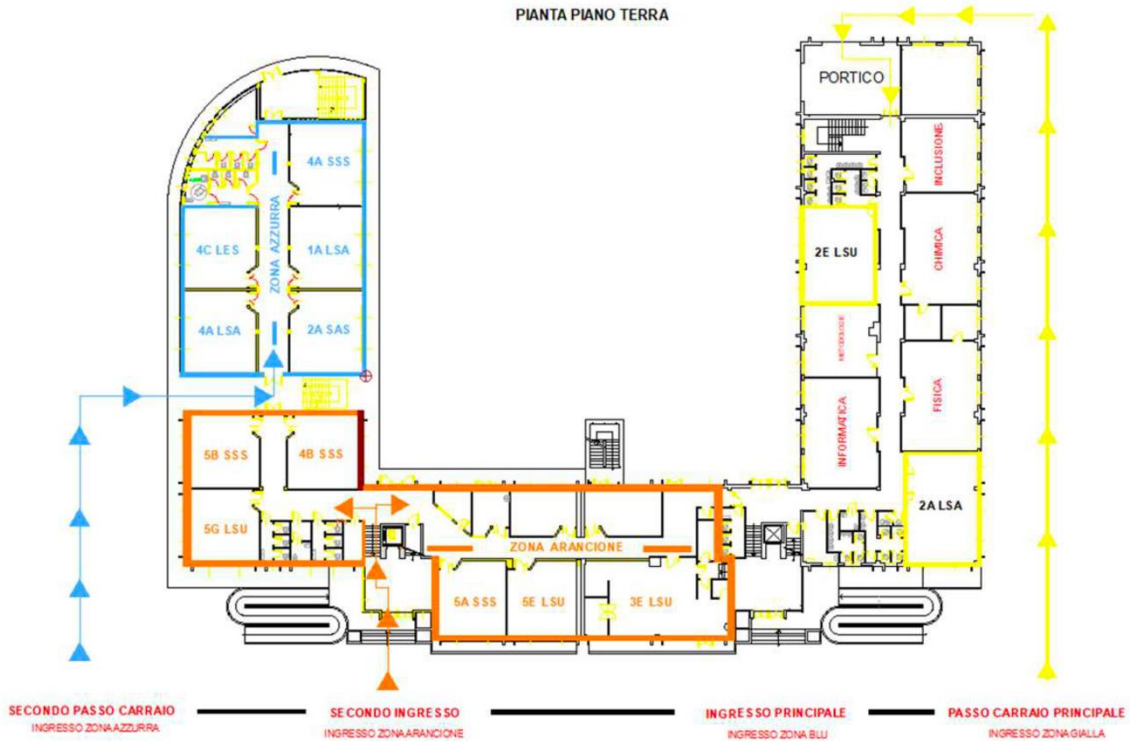 PIANTA PIANO TERRA
PORTICO
INCLUSIONE
4A SSS
ZONA AZZURRA
4C LES
1A LSA
2E LSU
CHIMICA
4A LSA
2A SAS
METODOLOGIE
FISICA
INFORMATICA
5B SSS
4B SSS
5G LSU
2A LSA
ZONA ARANCIONE
5A SSS
5E LSU
3E LSU
SECONDO PASSO CARRAIO
INGRESSO ZONA AZZURRA
SECONDO INGRESSO
INGRESSO ZONA ARANCIONE
INGRESSO PRINCIPALE
INGRESSO ZONA BLU
PASSO CARRAIO PRINCIPALE
INGRESSO ZONA GIALLA